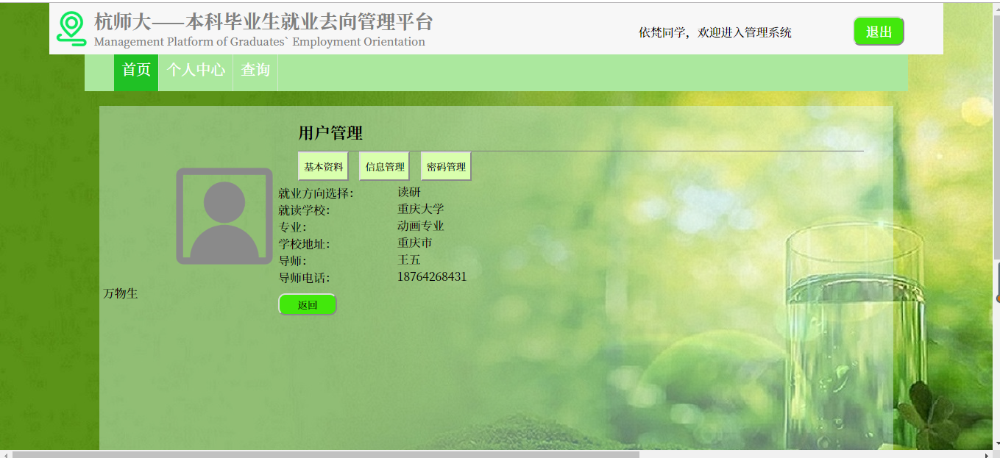 杭师大——本科毕业生就业去向管理平台
Management Platform of Graduates` Employment Orientation
依梵同学，欢迎进入管理系统
退出
首页 个人中心 查询
用户管理
基本资料 信息管理 密码管理
就业方向选择： 读研
就读学校： 重庆大学
专业： 动画专业
学校地址： 重庆市
导师： 王五
导师电话： 18764268431
万物生
返回